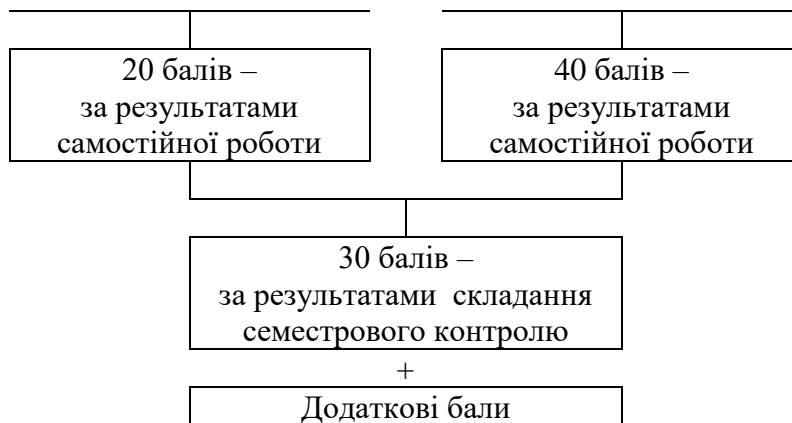 20 балів –
за результатами
самостійної роботи
40 балів –
за результатами
самостійної роботи
30 балів –
за результатами складання
семестрового контролю
+
Додаткові бали